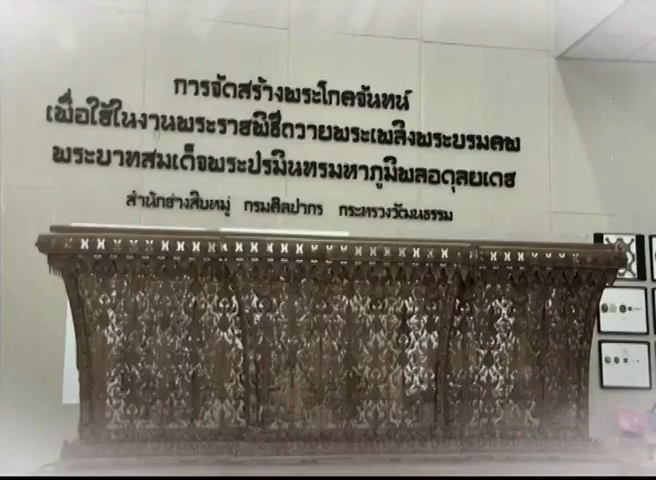 การจัดสร้างพระโกศจันทน์
เพื่อใช้ในงานพระราชพิธีถวายพระเพลิงพระบรมศพ
พระบาทสมเด็จพระปรมินทรมหาภูมิพลอดุลยเดช
สำนักช่างสิบหมู่ กรมศิลปากร กระทรวงวัฒนธรรม